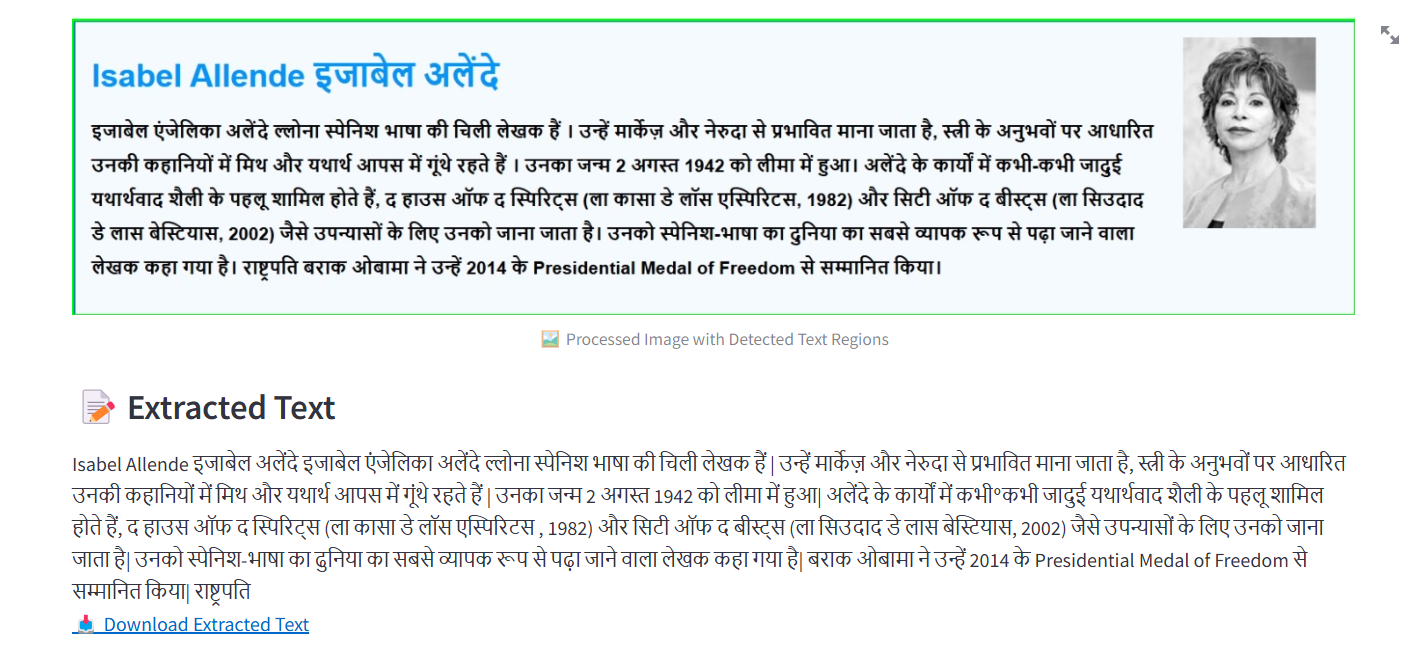 Isabel Allende इजाबेल अलेंदे
इजाबेल एंजेलिका अलेंदे ल्लोना स्पेनिश भाषा की चिली लेखक हैं । उन्हें मार्केज़ और नेरुदा से प्रभावित माना जाता है, स्त्री के अनुभवों पर आधारित
उनकी कहानियों में मिथ और यथार्थ आपस में गूंथे रहते हैं । उनका जन्म 2 अगस्त 1942 को लीमा में हुआ। अलेंदे के कार्यों में कभी-कभी जादुई
यथार्थवाद शैली के पहलू शामिल होते हैं, द हाउस ऑफ द स्पिरिट्स (ला कासा डे लॉस एस्पिरिटस, 1982) और सिटी ऑफ द बीस्ट्स (ला सिउदाद
डे लास बेस्टियास, 2002) जैसे उपन्यासों के लिए उनको जाना जाता है। उनको स्पेनिश-भाषा का दुनिया का सबसे व्यापक रूप से पढ़ा जाने वाला
लेखक कहा गया है। राष्ट्रपति बराक ओबामा ने उन्हें 2014 के Presidential Medal of Freedom से सम्मानित किया।
Processed Image with Detected Text Regions
Extracted Text
Isabel Allende इजाबेल अलेंदे इजाबेल एंजेलिका अलेंदे ल्लोना स्पेनिश भाषा की चिली लेखक हैं | उन्हें मार्केज़ और नेरुदा से प्रभावित माना जाता है, स्त्री के अनुभवों पर आधारित
उनकी कहानियों में मिथ और यथार्थ आपस में गूंथे रहते हैं | उनका जन्म 2 अगस्त 1942 को लीमा में हुआ| अलेंदे के कार्यों में कभी°कभी जादुई यथार्थवाद शैली के पहलू शामिल
होते हैं, द हाउस ऑफ द स्पिरिट्स (ला कासा डे लॉस एस्पिरिटस , 1982) और सिटी ऑफ द बीस्ट्स (ला सिउदाद डे लास बेस्टियास, 2002) जैसे उपन्यासों के लिए उनको जाना
जाता है| उनको स्पेनिश-भाषा का दुनिया का सबसे व्यापक रूप से पढ़ा जाने वाला लेखक कहा गया है| बराक ओबामा ने उन्हें 2014 के Presidential Medal of Freedom से
सम्मानित किया| राष्ट्रपति
Download Extracted Text